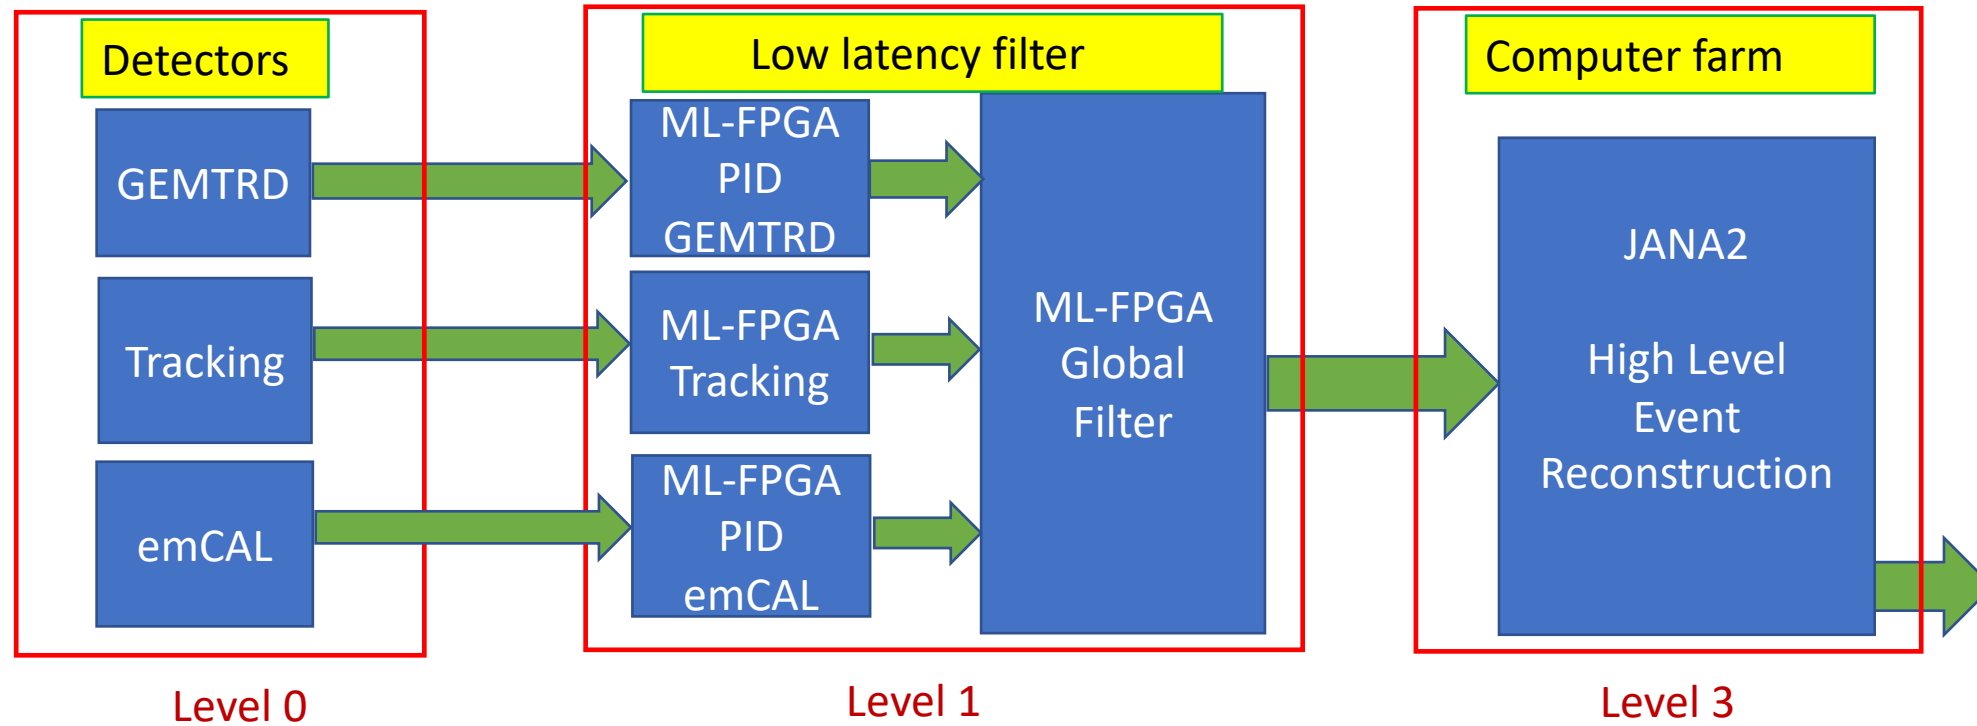 Detectors
GEMTRD
Tracking
emCAL
Level 0
Low latency filter
ML-FPGA
PID
GEMTRD
ML-FPGA
Tracking
ML-FPGA
PID
emCAL
ML-FPGA
Global
Filter
Level 1
Computer farm
JANA2
High Level
Event
Reconstruction
Level 3